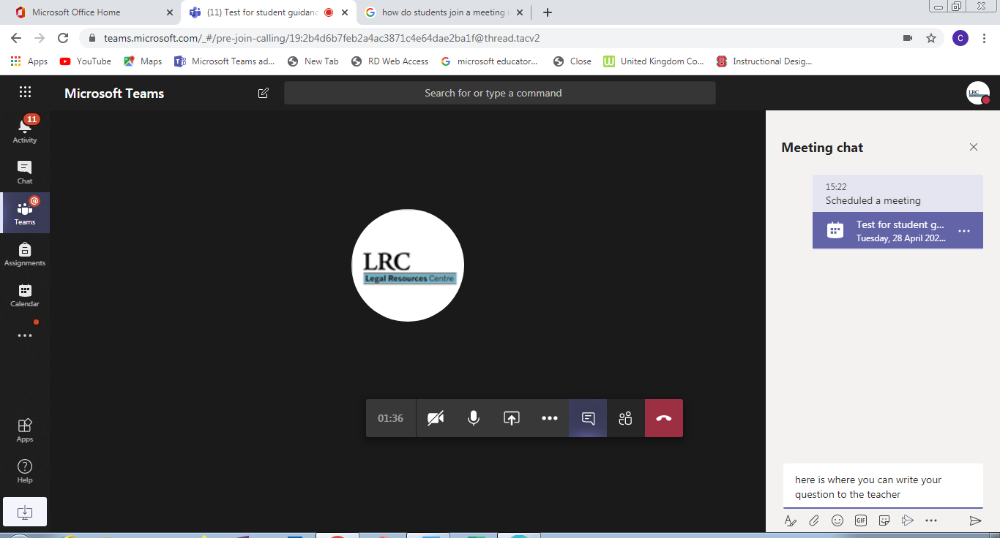 Microsoft Office Home
(11) Test for student guidanc
how do students join a meeting i
teams.microsoft.com/_#/pre-join-calling/19:2b4d6b7feb2a4ac3871c4e64dae2ba1f@thread.tacv2
C
Apps
YouTube
Maps
Microsoft Teams ad...
New Tab
RD Web Access
microsoft educator...
Close
United Kingdom Co...
Instructional Desig...
Microsoft Teams
Search for or type a command
LRC
11
Activity
Chat
@
Teams
Assignments
Calendar
Apps
Help
LRC
Legal Resources Centre
01:36
Meeting chat
15:22
Scheduled a meeting
Test for student g...
Tuesday, 28 April 202...
here is where you can write your
question to the teacher
GIF